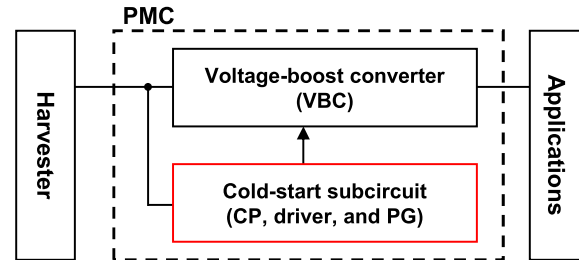 PMC
Harvester
Voltage-boost converter
(VBC)
Cold-start subcircuit
(CP, driver, and PG)
Applications